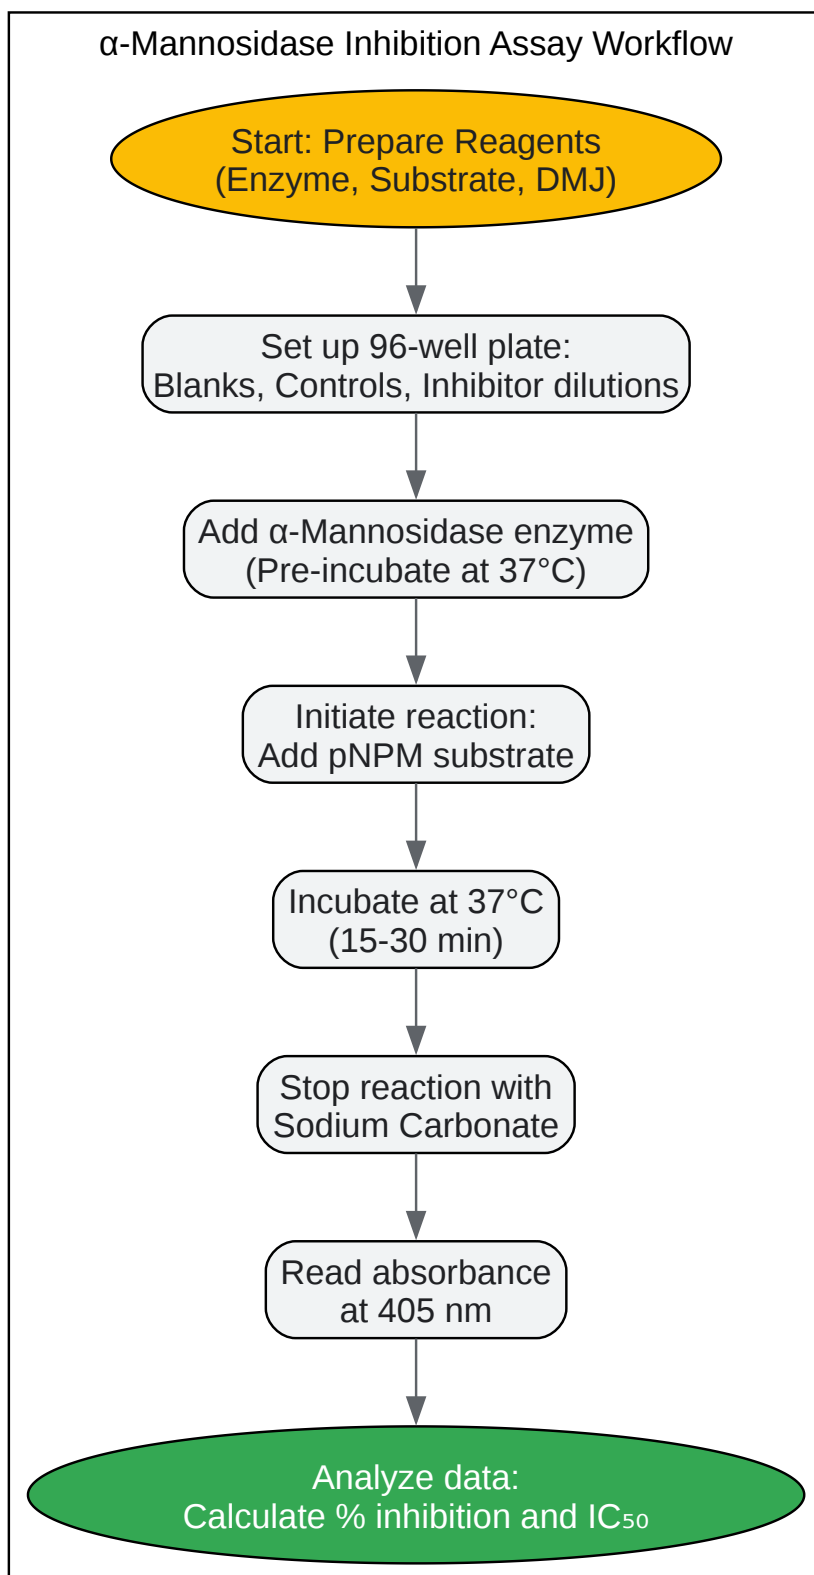 α-Mannosidase Inhibition Assay Workflow
Start: Prepare Reagents
(Enzyme, Substrate, DMJ)
Set up 96-well plate:
Blanks, Controls, Inhibitor dilutions
Add α-Mannosidase enzyme
(Pre-incubate at 37°C)
Initiate reaction:
Add pNPM substrate
Incubate at 37°C
(15-30 min)
Stop reaction with
Sodium Carbonate
Read absorbance
at 405 nm
Analyze data:
Calculate % inhibition and IC₅₀